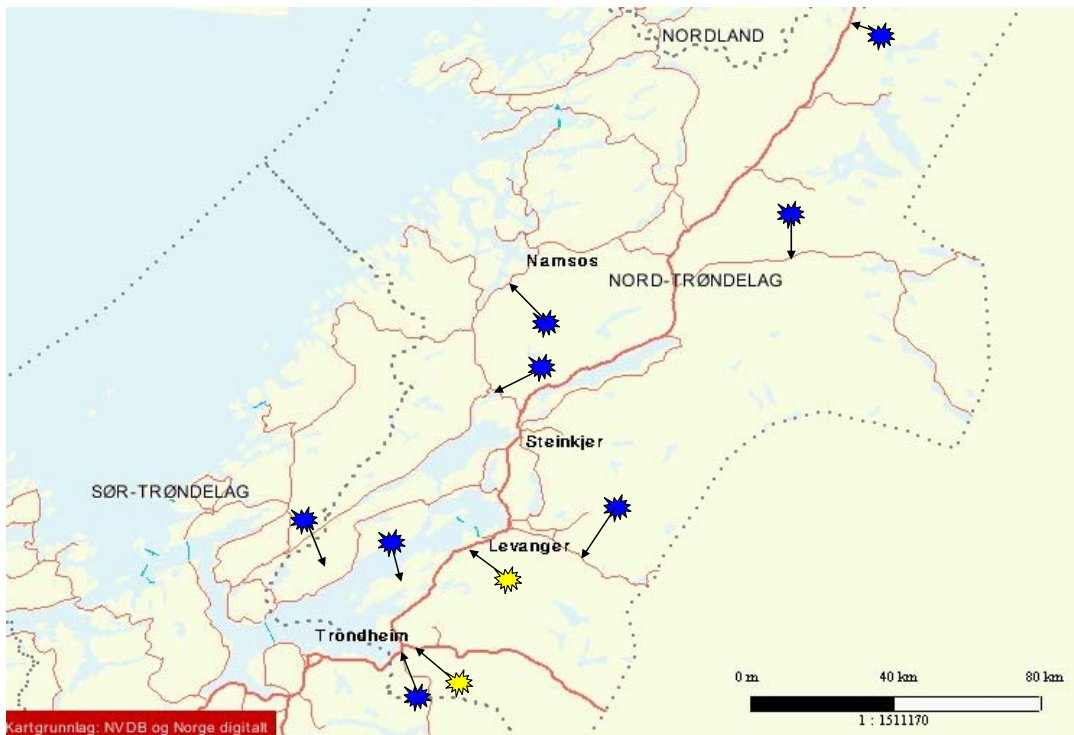 NORDLAND
Namsos
NORD-TRØNDELAG
Steinkjer
SØR-TRØNDELAG
Levanger
Trondheim
0 m 40 km 80 km
1 : 1511170
Kartgrunnlag: NVDB og Norge digitalt